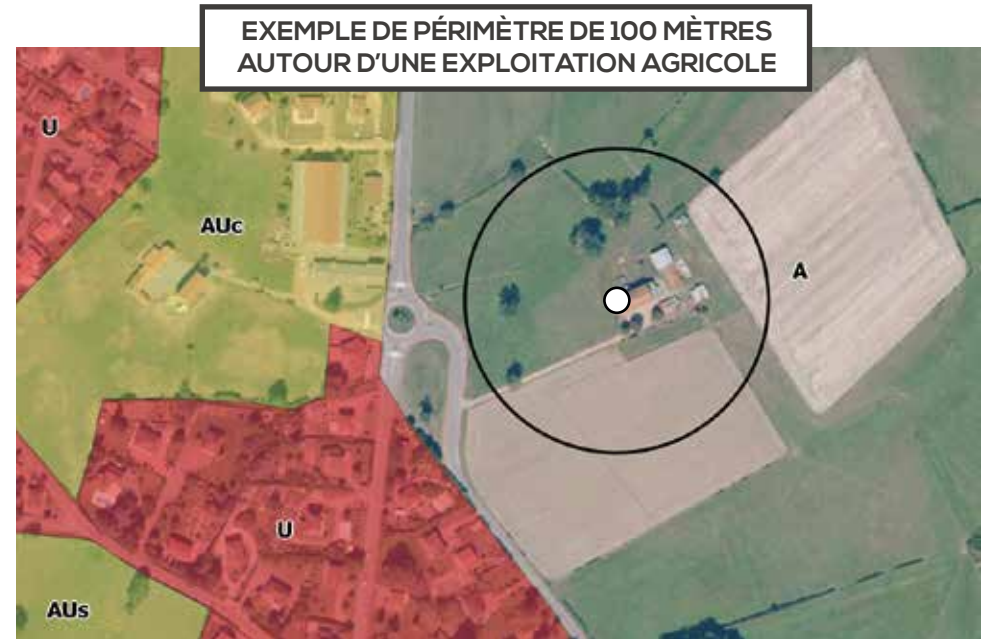 EXEMPLE DE PÉRIMÈTRE DE 100 MÈTRES
AUTOUR D'UNE EXPLOITATION AGRICOLE
U
AUc
A
U
AUs